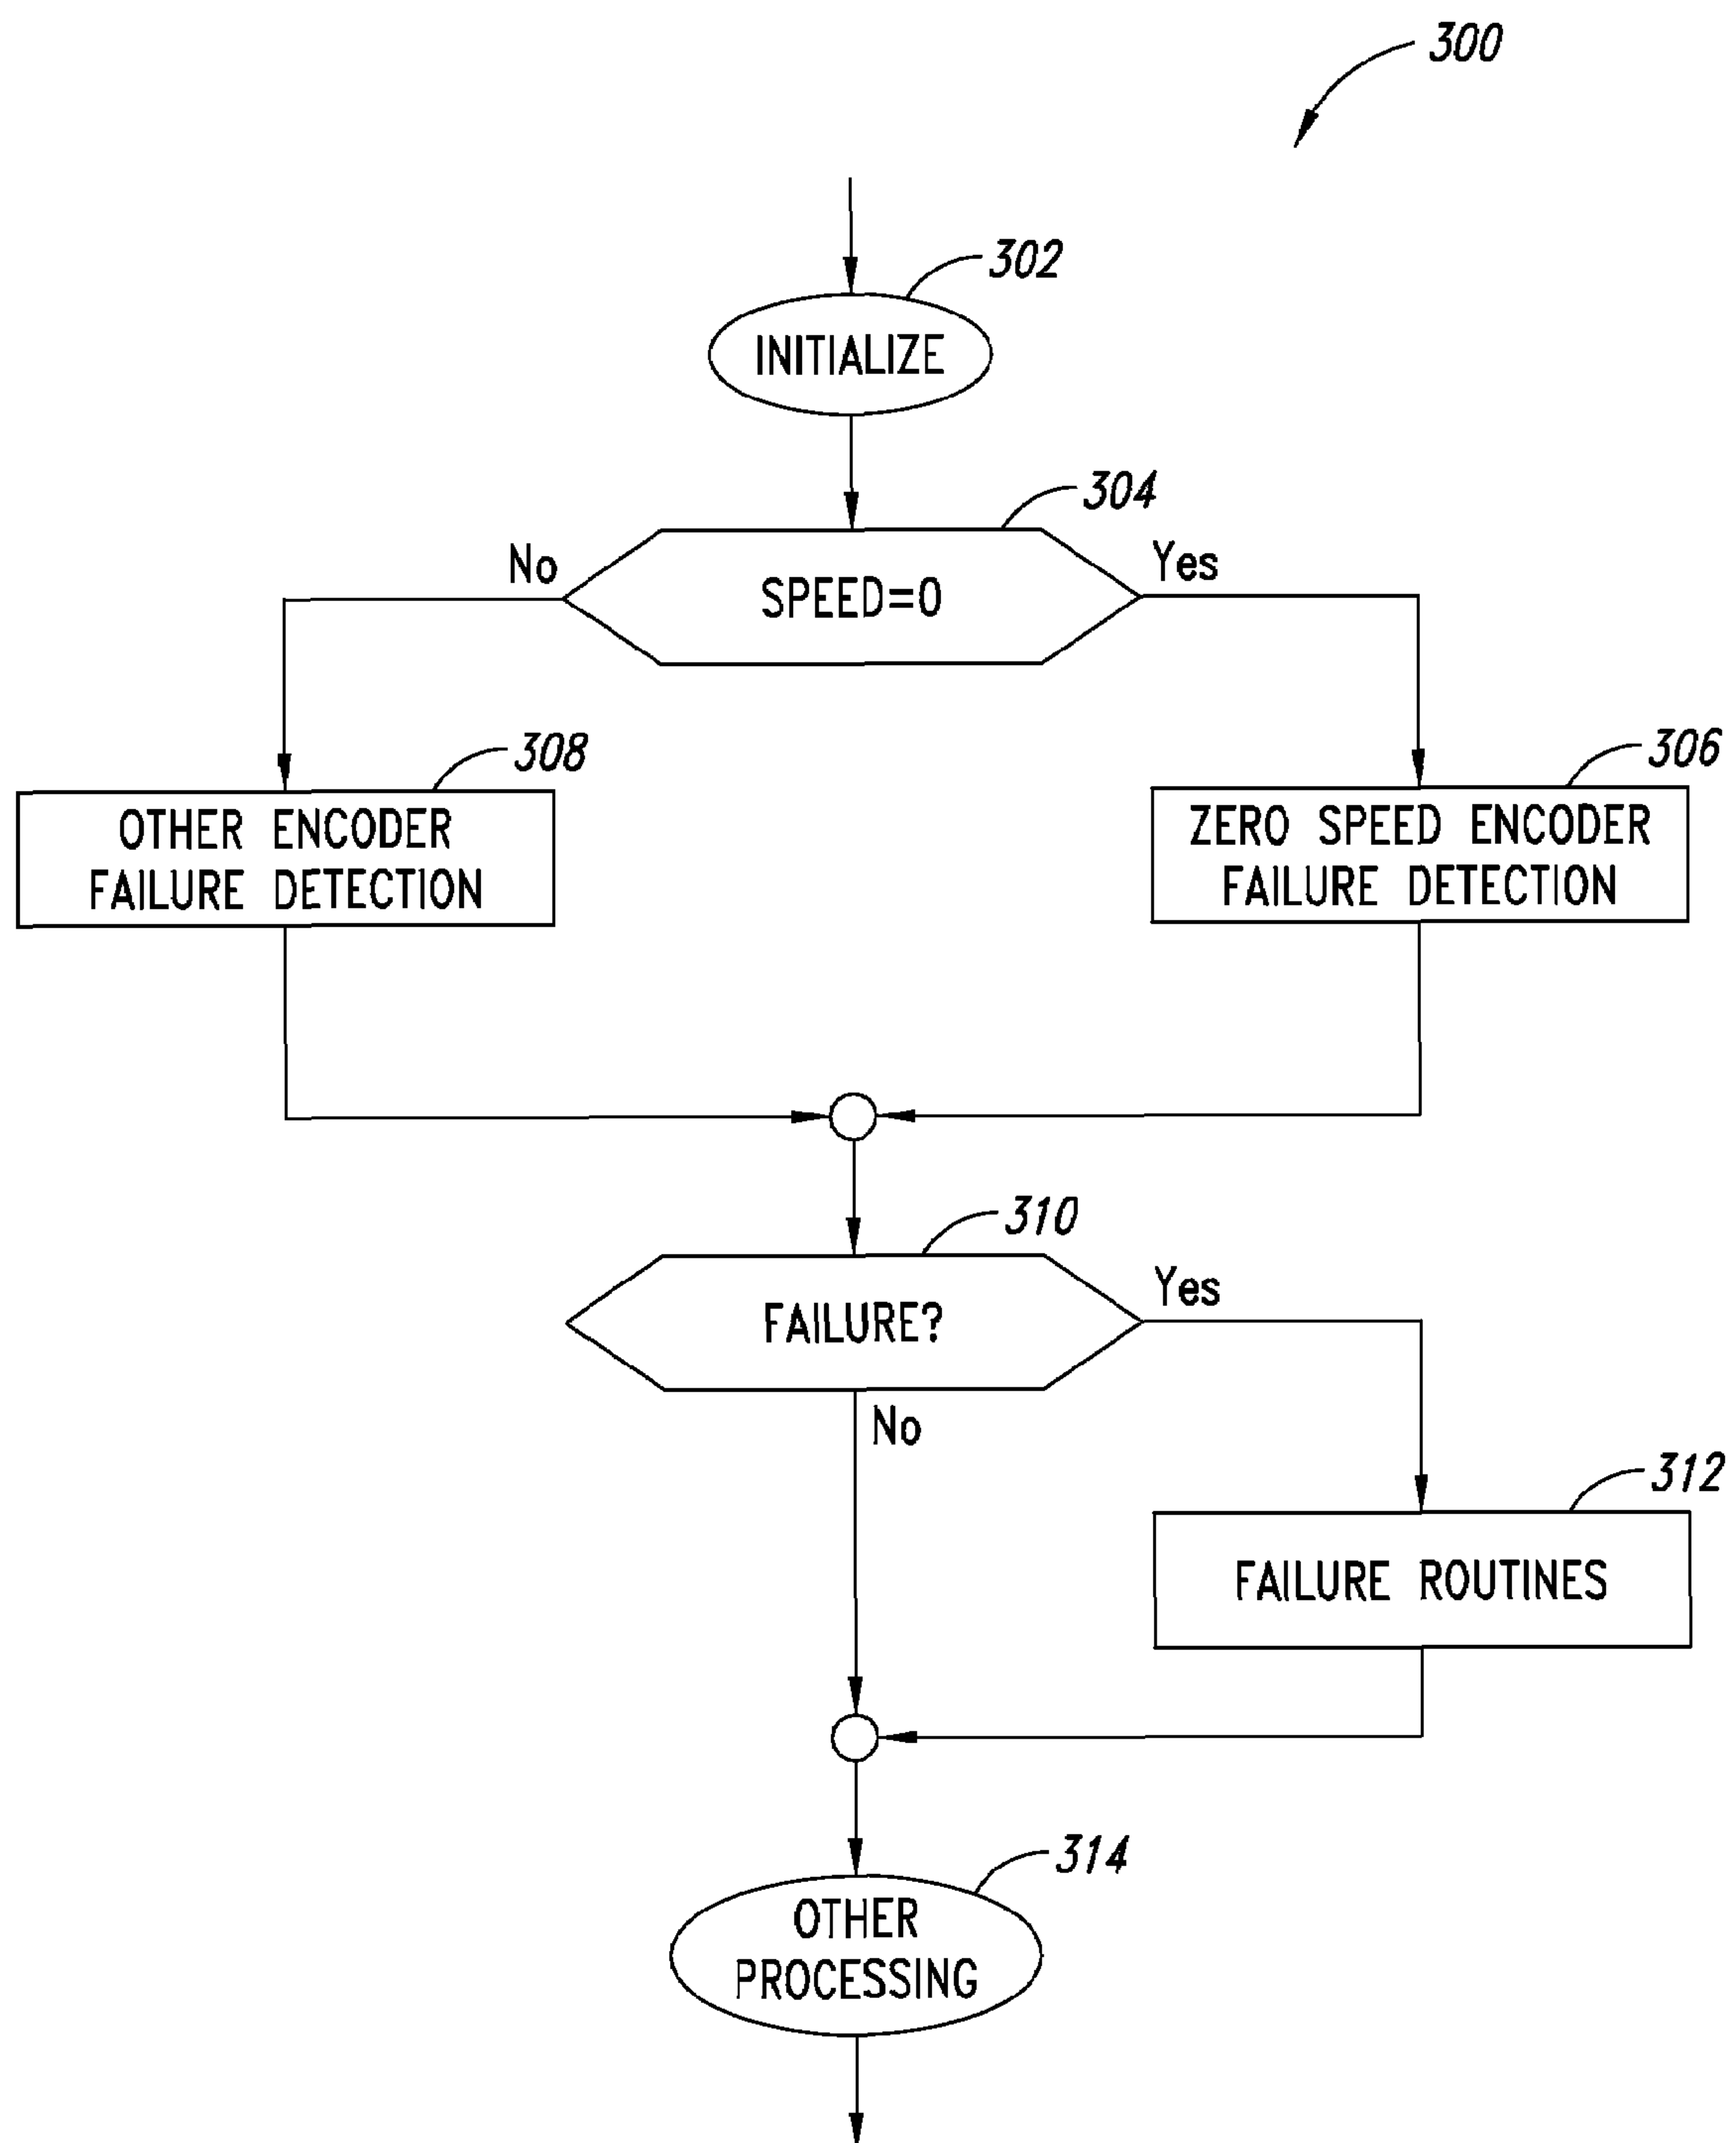 300
302
INITIALIZE
304
No
Yes
SPEED=0
308
306
OTHER ENCODER
FAILURE DETECTION
ZERO SPEED ENCODER
FAILURE DETECTION
310
Yes
FAILURE?
No
312
FAILURE ROUTINES
314
OTHER
PROCESSING